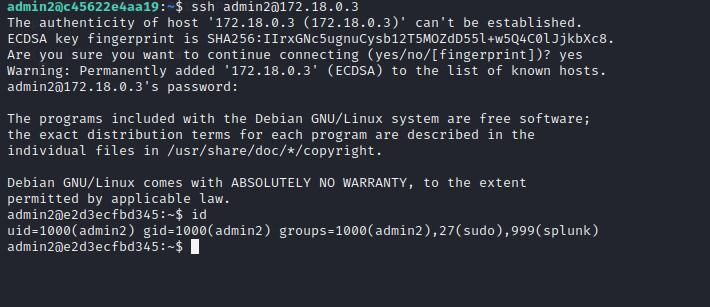 admin2@c45622e4aa19:~$ ssh admin2@172.18.0.3
The authenticity of host '172.18.0.3 (172.18.0.3)' can't be established.
ECDSA key fingerprint is SHA256:IIrxGNc5ugnuCysb12T5MOZdD55l+w5Q4C0lJjkbXc8.
Are you sure you want to continue connecting (yes/no/[fingerprint])? yes
Warning: Permanently added '172.18.0.3' (ECDSA) to the list of known hosts.
admin2@172.18.0.3's password:
The programs included with the Debian GNU/Linux system are free software;
the exact distribution terms for each program are described in the
individual files in /usr/share/doc/*/copyright.
Debian GNU/Linux comes with ABSOLUTELY NO WARRANTY, to the extent
permitted by applicable law.
admin2@e2d3ecfbd345:~$ id
uid=1000(admin2) gid=1000(admin2) groups=1000(admin2),27(sudo),999(splunk)
admin2@e2d3ecfbd345:~$